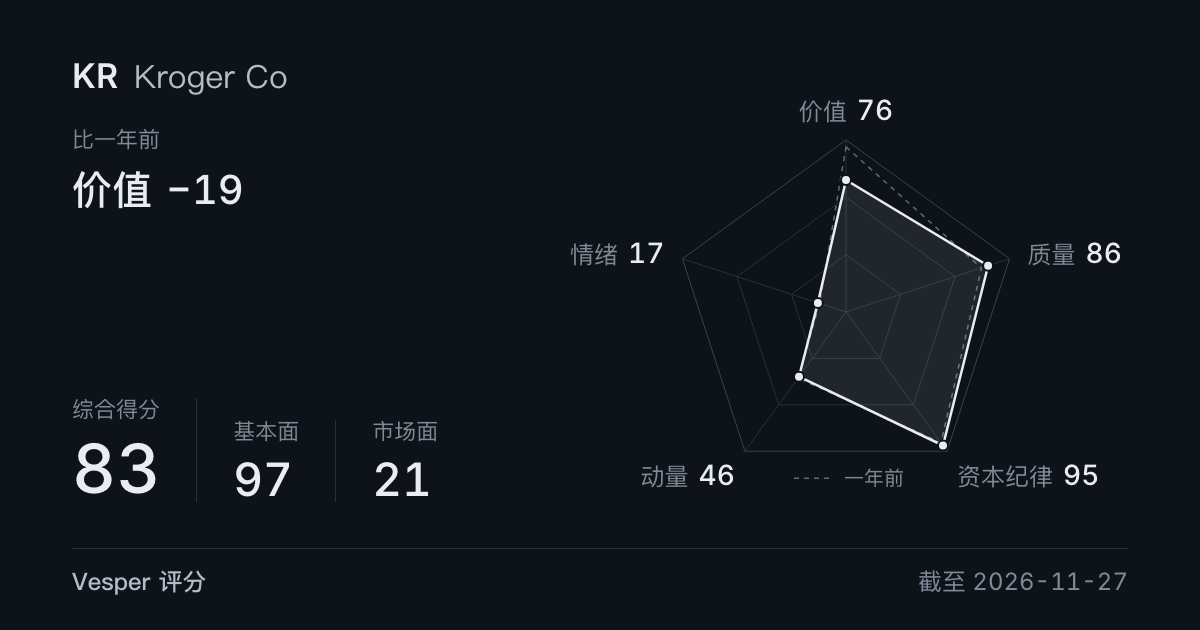 KR Kroger Co
比一年前
价值 −19
价值 76
情绪 17
质量 86
动量 46
一年前
资本纪律 95
综合得分
83
基本面
97
市场面
21
Vesper 评分
截至 2026-11-27